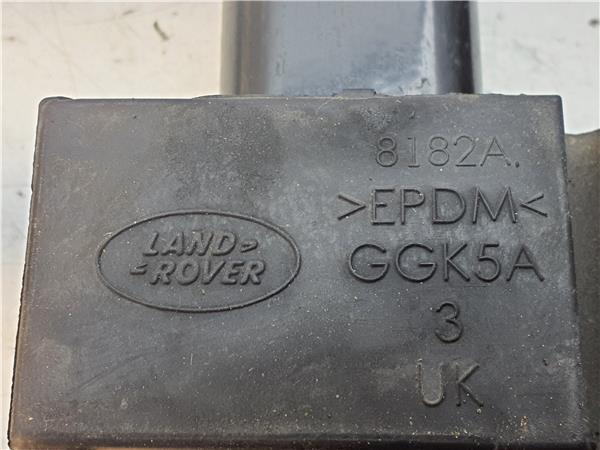 LAND
ROVER
8182A.
>EPDM<
GGK5A
3
UK